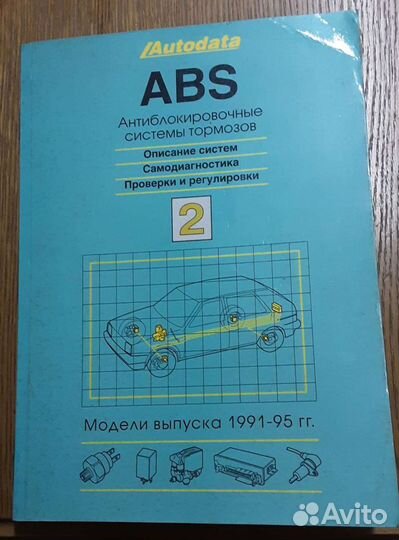 Autodata
ABS
Антиблокировочные
системы тормозов
Описание систем
Самодиагностика
Проверки и регулировки
2
Модели выпуска 1991-95 гг.
Avito